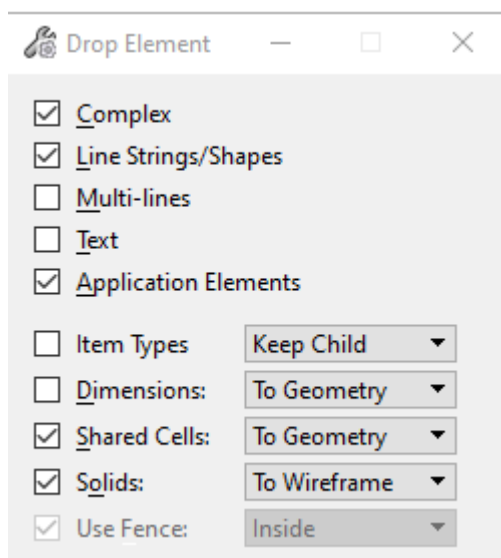 Drop Element
Complex
Line Strings/Shapes
Multi-lines
Text
Application Elements
Item Types Keep Child
Dimensions: To Geometry
Shared Cells: To Geometry
Solids: To Wireframe
Use Fence: Inside